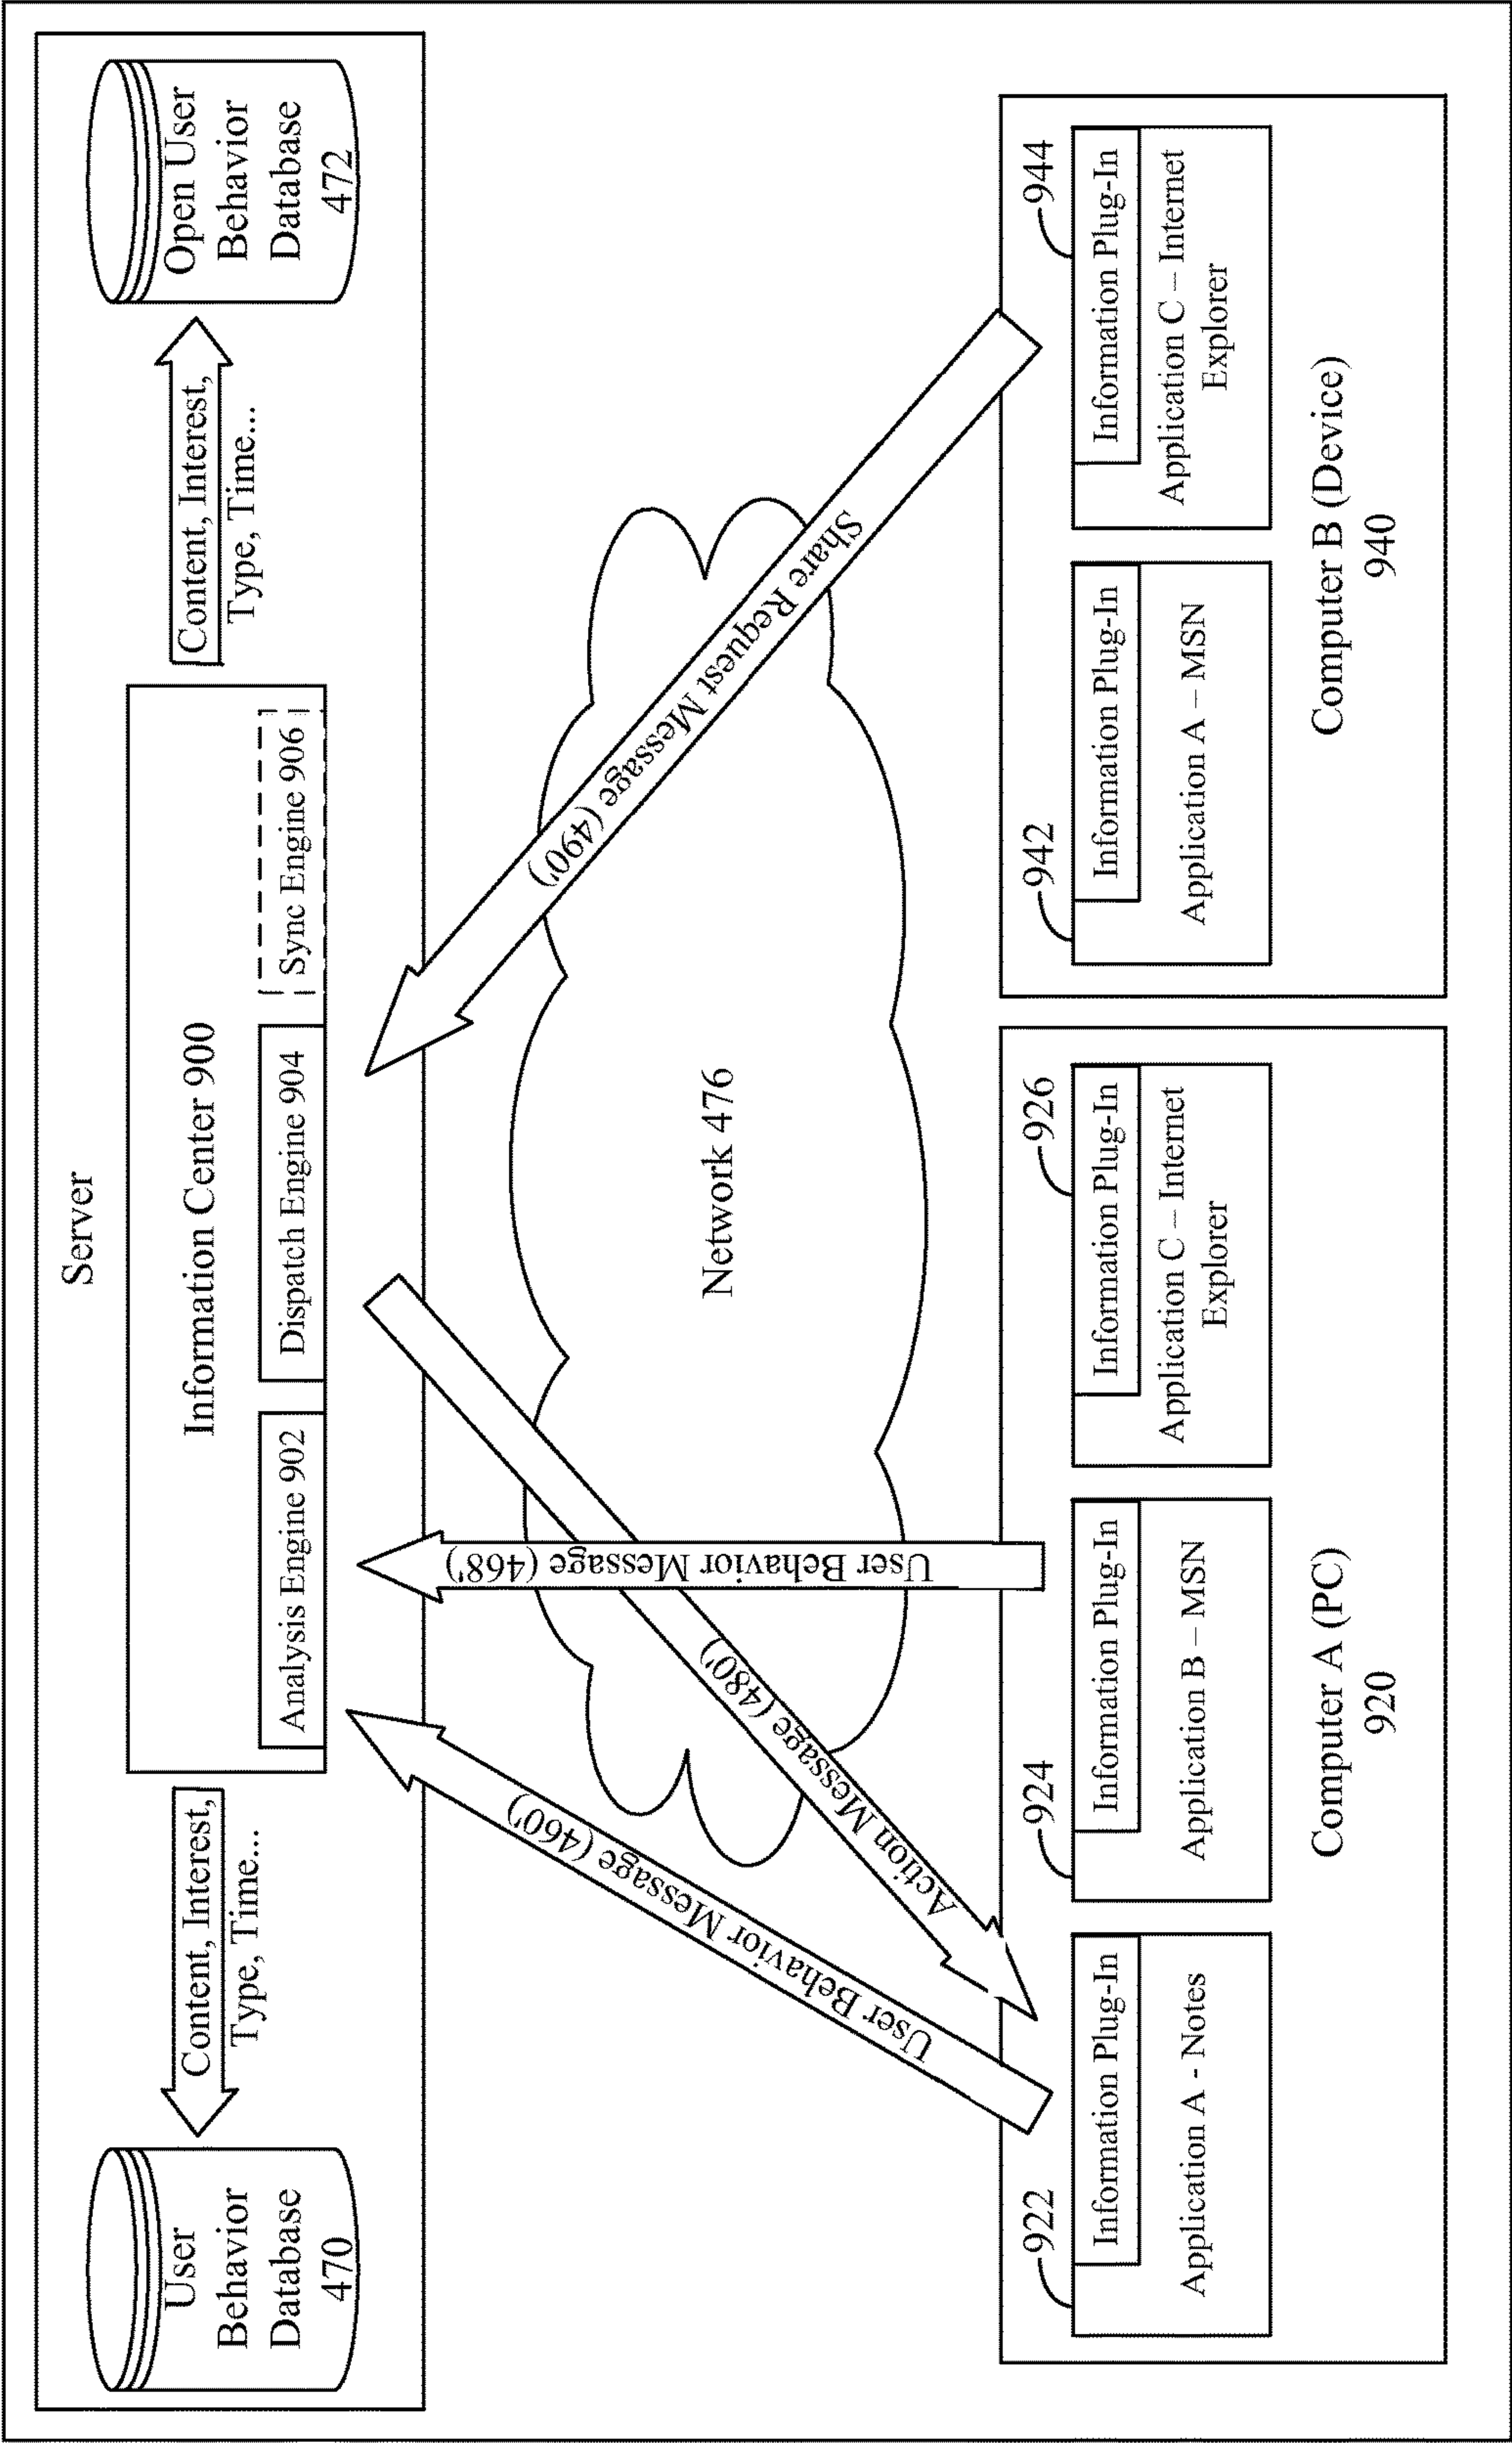 Server
User
Behavior
Database
470
Content, Interest,
Type, Time...
Information Center 900
Analysis Engine 902
Dispatch Engine 904
Sync Engine 906
Content, Interest,
Type, Time...
Open User
Behavior
Database
472
User Behavior Message (460')
Action Message (480')
User Behavior Message (468')
Network 476
Share Request Message (490')
922
Information Plug-In
Application A - Notes
924
Information Plug-In
Application B – MSN
926
Information Plug-In
Application C – Internet
Explorer
Computer A (PC)
920
942
Information Plug-In
Application A – MSN
944
Information Plug-In
Application C – Internet
Explorer
Computer B (Device)
940